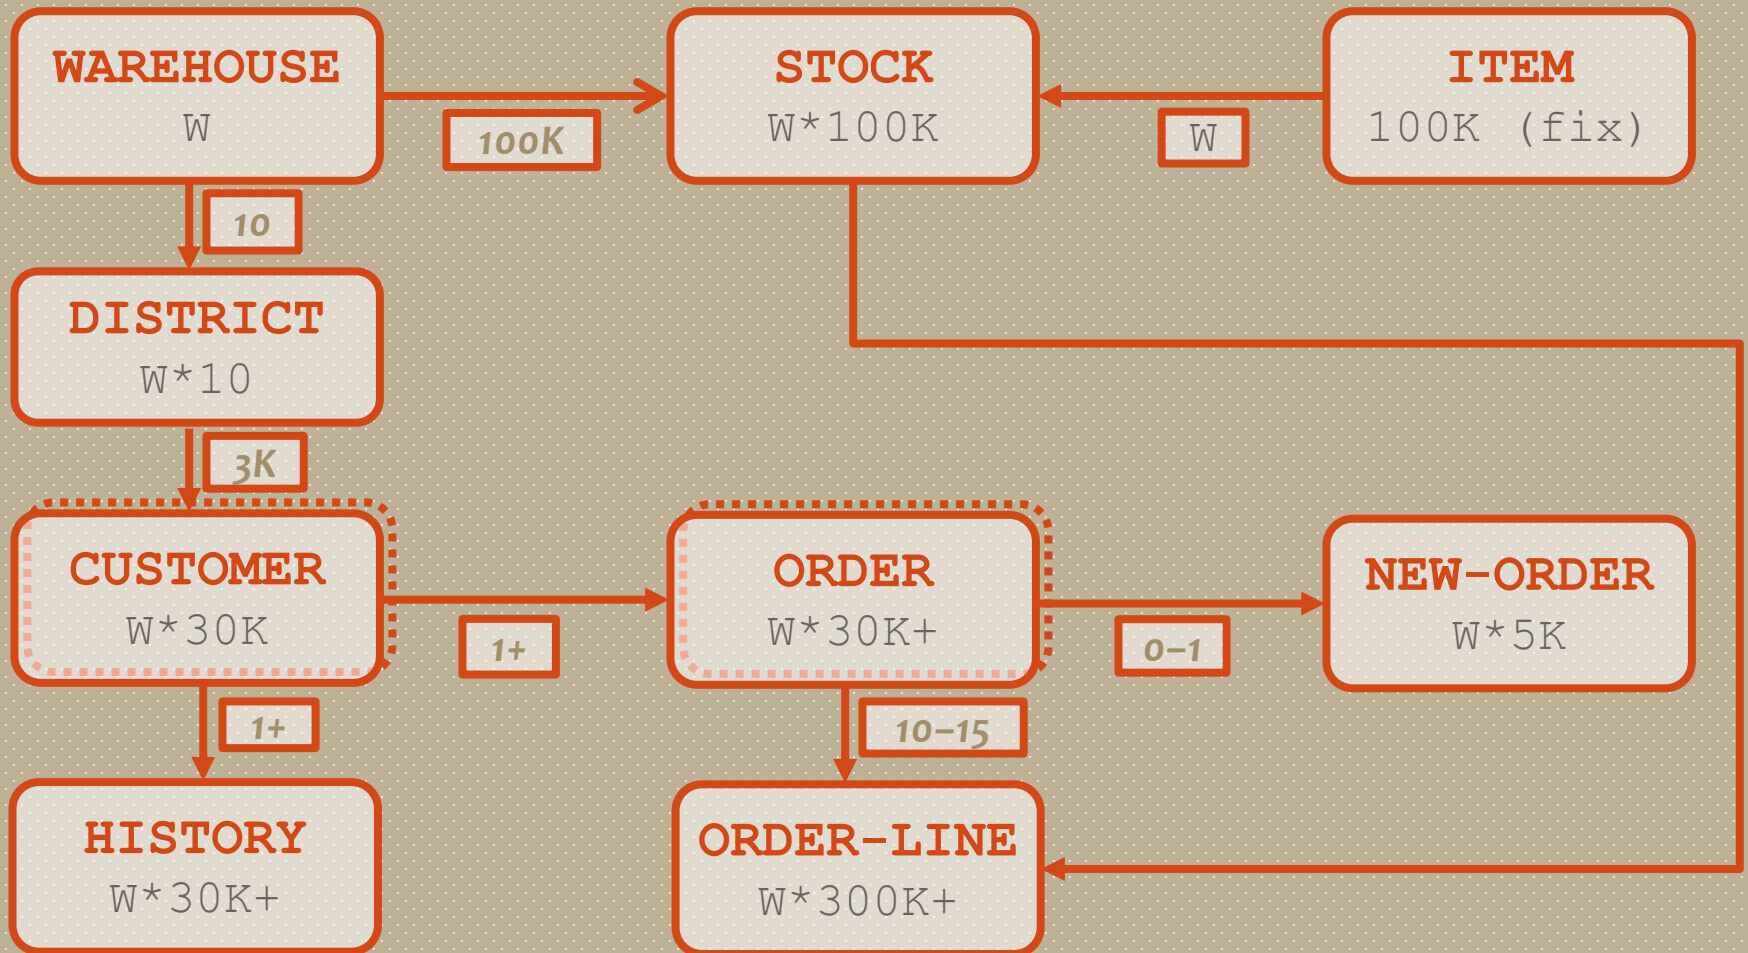 WAREHOUSE
W
100K
STOCK
W*100K
W
ITEM
100K (fix)
10
DISTRICT
W*10
3K
CUSTOMER
W*30K
1+
ORDER
W*30K+
0–1
NEW-ORDER
W*5K
1+
10–15
HISTORY
W*30K+
ORDER-LINE
W*300K+